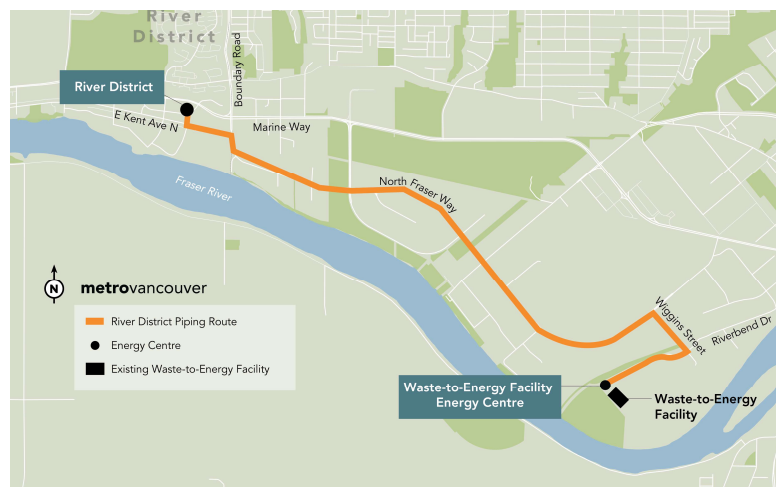 River
District
River District
Boundary Road
E Kent Ave N
Marine Way
Fraser River
North Fraser Way
N
metrovancouver
River District Piping Route
Energy Centre
Existing Waste-to-Energy Facility
Wiggins Street
Riverbend Dr
Waste-to-Energy Facility
Energy Centre
Waste-to-Energy
Facility